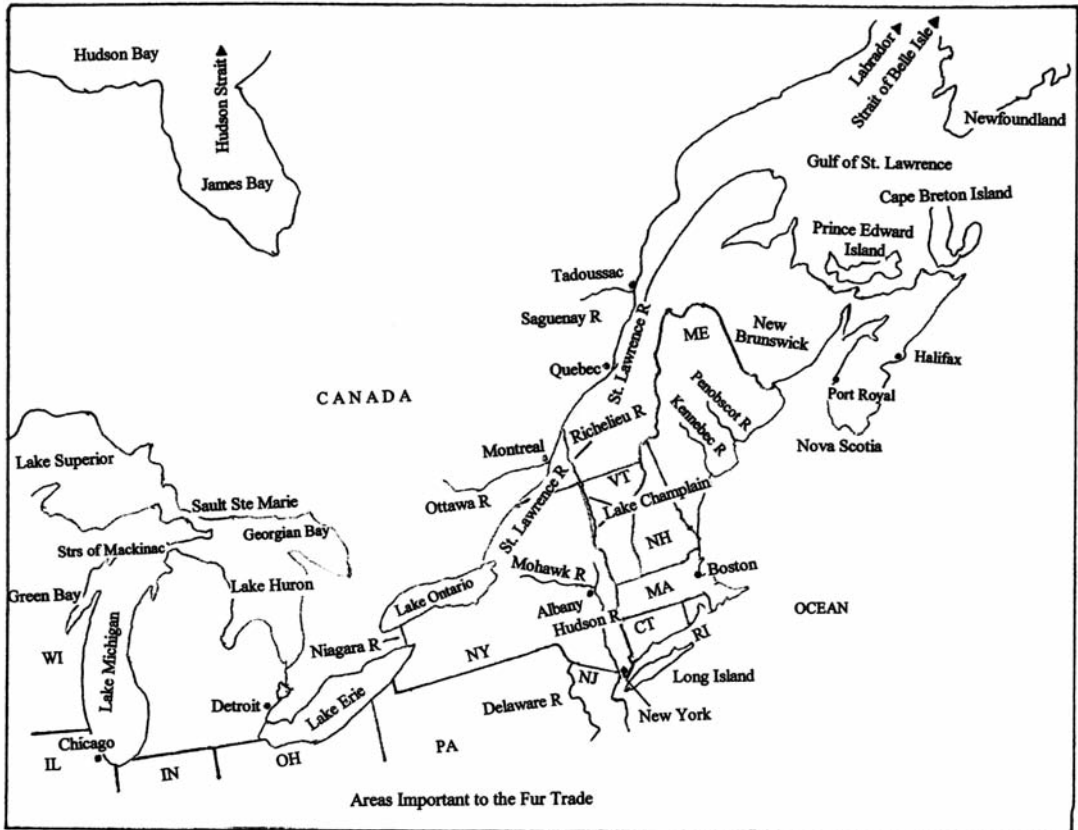 Hudson Bay
Hudson Strait
James Bay
Labrador
Strait of Belle Isle
Newfoundland
Gulf of St. Lawrence
Cape Breton Island
Prince Edward
Island
Tadoussac
Saguenay R
St. Lawrence R
ME
New
Brunswick
Halifax
Quebec
CANADA
Penobscot R
Kennebec R
Port Royal
Nova Scotia
Richelieu R
Montreal
Ottawa R
St. Lawrence R
VT
Lake Champlain
NH
Lake Superior
Sault Ste Marie
Georgian Bay
Strs of Mackinac
Green Bay
Lake Huron
Lake Ontario
Mohawk R
Albany
Hudson R
MA
Boston
OCEAN
CT
RI
WI
Lake Michigan
Niagara R
NY
NJ
Long Island
Detroit
Lake Erie
Delaware R
New York
Chicago
IL
IN
OH
PA
Areas Important to the Fur Trade